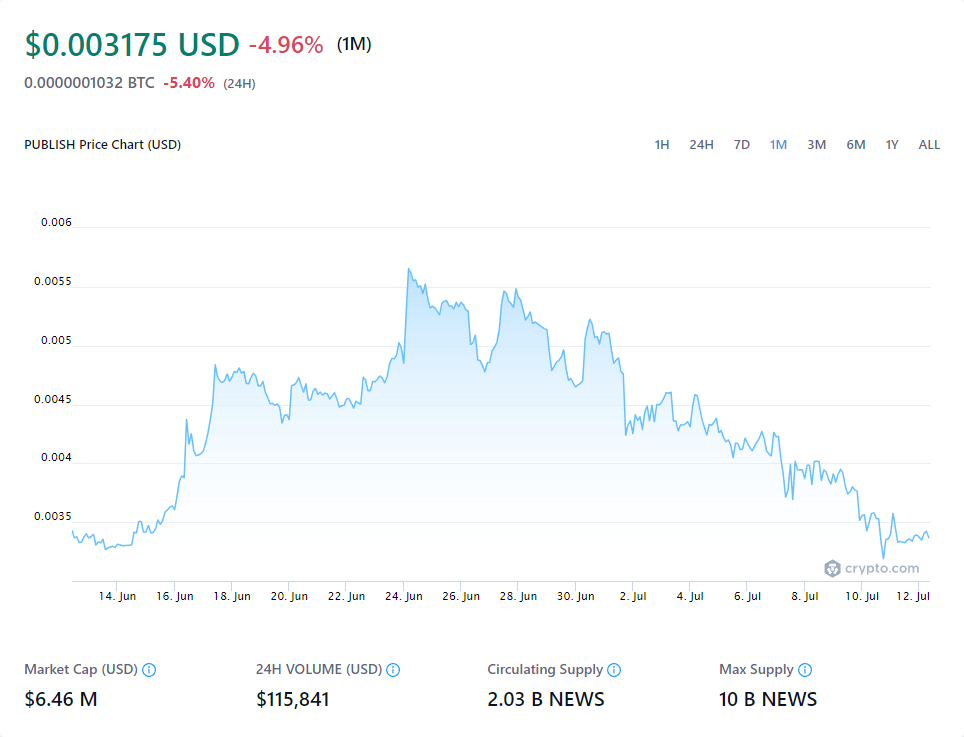 $0.003175 USD -4.96% (1M)
0.0000001032 BTC -5.40% (24H)
PUBLISH Price Chart (USD) 1H 24H 7D 1M 3M 6M 1Y ALL
0.006
0.0055
0.005
0.0045
0.004
0.0035
crypto.com
14. Jun 16. Jun 18. Jun 20. Jun 22. Jun 24. Jun 26. Jun 28. Jun 30. Jun 2. Jul 4. Jul 6. Jul 8. Jul 10. Jul 12. Jul
Market Cap (USD) 24H VOLUME (USD) Circulating Supply Max Supply
$6.46 M $115,841 2.03 B NEWS 10 B NEWS